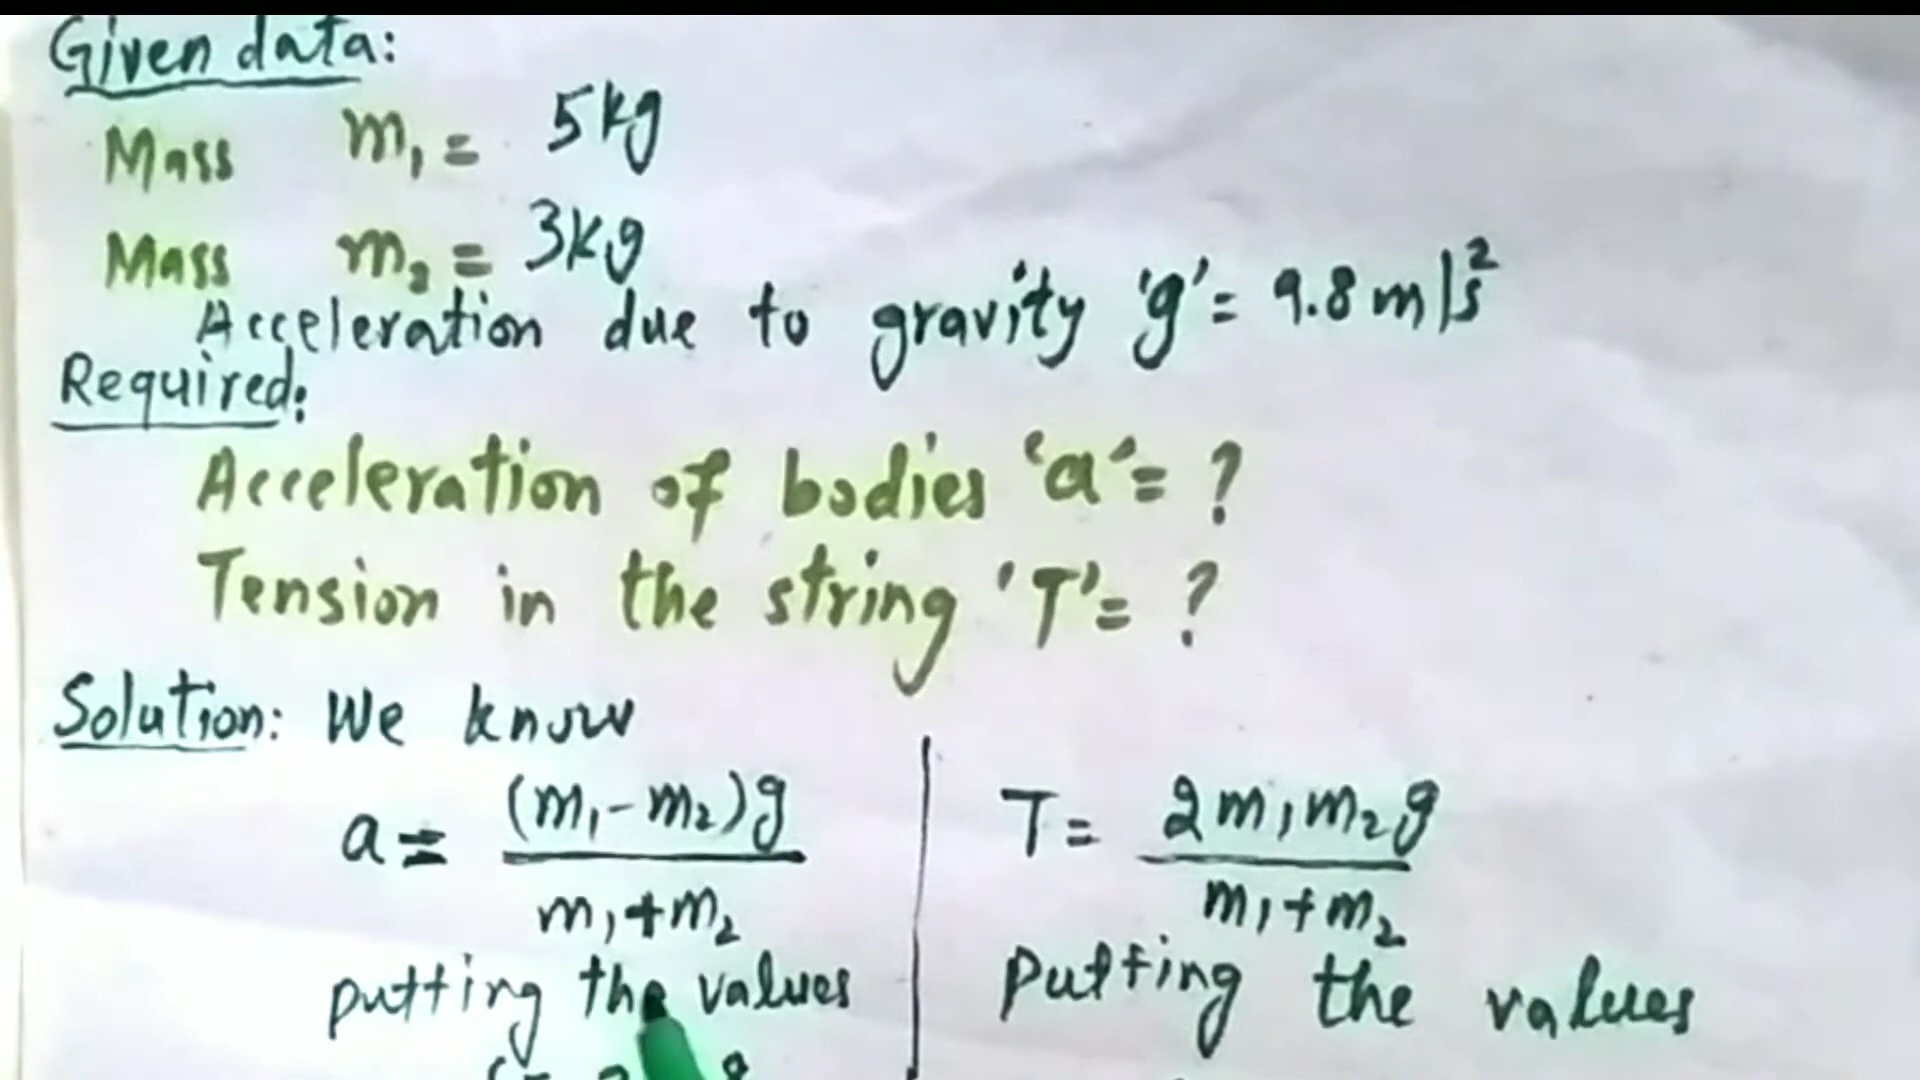 Given data:
Mass m₁ = 5kg
Mass m₂ = 3kg
Acceleration due to gravity 'g' = 9.8 m/s²
Required:
Acceleration of bodies 'a' = ?
Tension in the string 'T' = ?
Solution: We know
a = (m₁ - m₂)g / m₁ + m₂
putting the values
T = 2m₁m₂g / m₁ + m₂
Putting the values